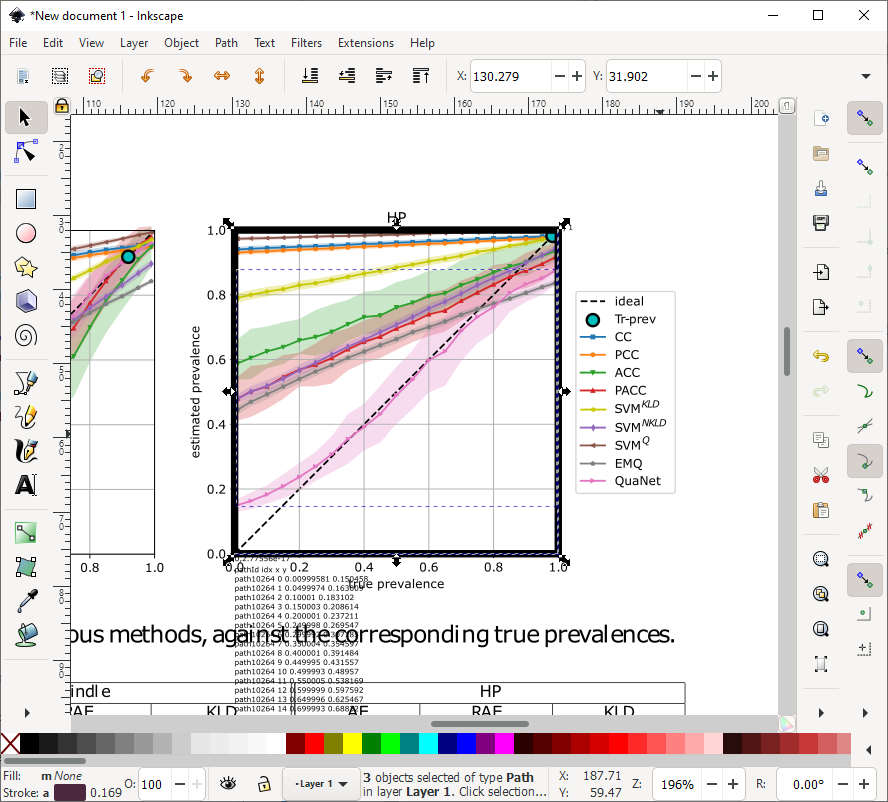 *New document 1 - Inkscape
File Edit View Layer Object Path Text Filters Extensions Help
X: 130.279 Y: 31.902
110 120 130 140 150 160 170 180 190 200
HP
1.0
0.8
0.6
0.4
0.2
0.0
estimated prevalence
ideal
Tr-prev
CC
PCC
ACC
PACC
SVM^KLD
SVM^NKLD
SVM^Q
EMQ
QuaNet
0.8 1.0
0.2 0.4 0.6 0.8 1.0
true prevalence
pathId idx x y
path10264 0 0.00999581 0.150458
path10264 1 0.0499974
path10264 2 0.10001 0.183102
path10264 3 0.150003 0.208614
path10264 4 0.200001 0.237211
path10264 5 0.249998 0.269547
path10264 7 0.350004 0.354597
path10264 8 0.400001 0.391484
path10264 9 0.449995 0.431557
path10264 10 0.499993 0.48957
path10264 11 0.550005 0.538169
path10264 12 0.599999 0.597592
path10264 13 0.649996 0.625467
path10264 14 0.699993
ous methods, against the corresponding true prevalences.
indle HP
RAE KLD AE RAE KLD
Fill: m None
Stroke: a 0.169
O: 100
Layer 1
3 objects selected of type Path
in layer Layer 1. Click selection...
X: 187.71
Y: 59.47
Z: 196%
R: 0.00°